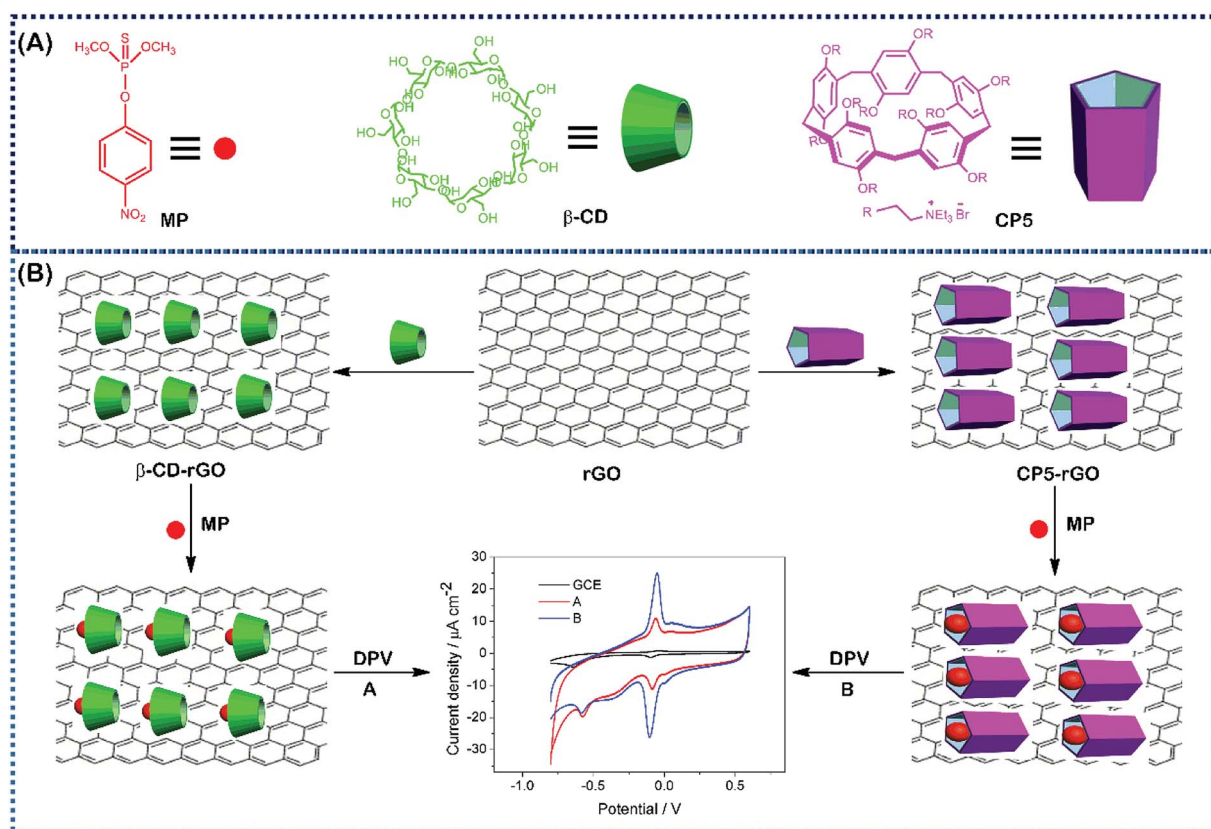 (A)
S
H₃CO
OCH₃
P
O
NO₂
MP
OH
HO
O
β-CD
OR
RO
R
NEt₃ Br
+
−
CP5
(B)
β-CD-rGO
rGO
CP5-rGO
MP
MP
DPV
A
DPV
B
Current density / μA cm⁻²
30
20
10
0
-10
-20
-30
GCE
A
B
-1.0
-0.5
0.0
0.5
Potential / V